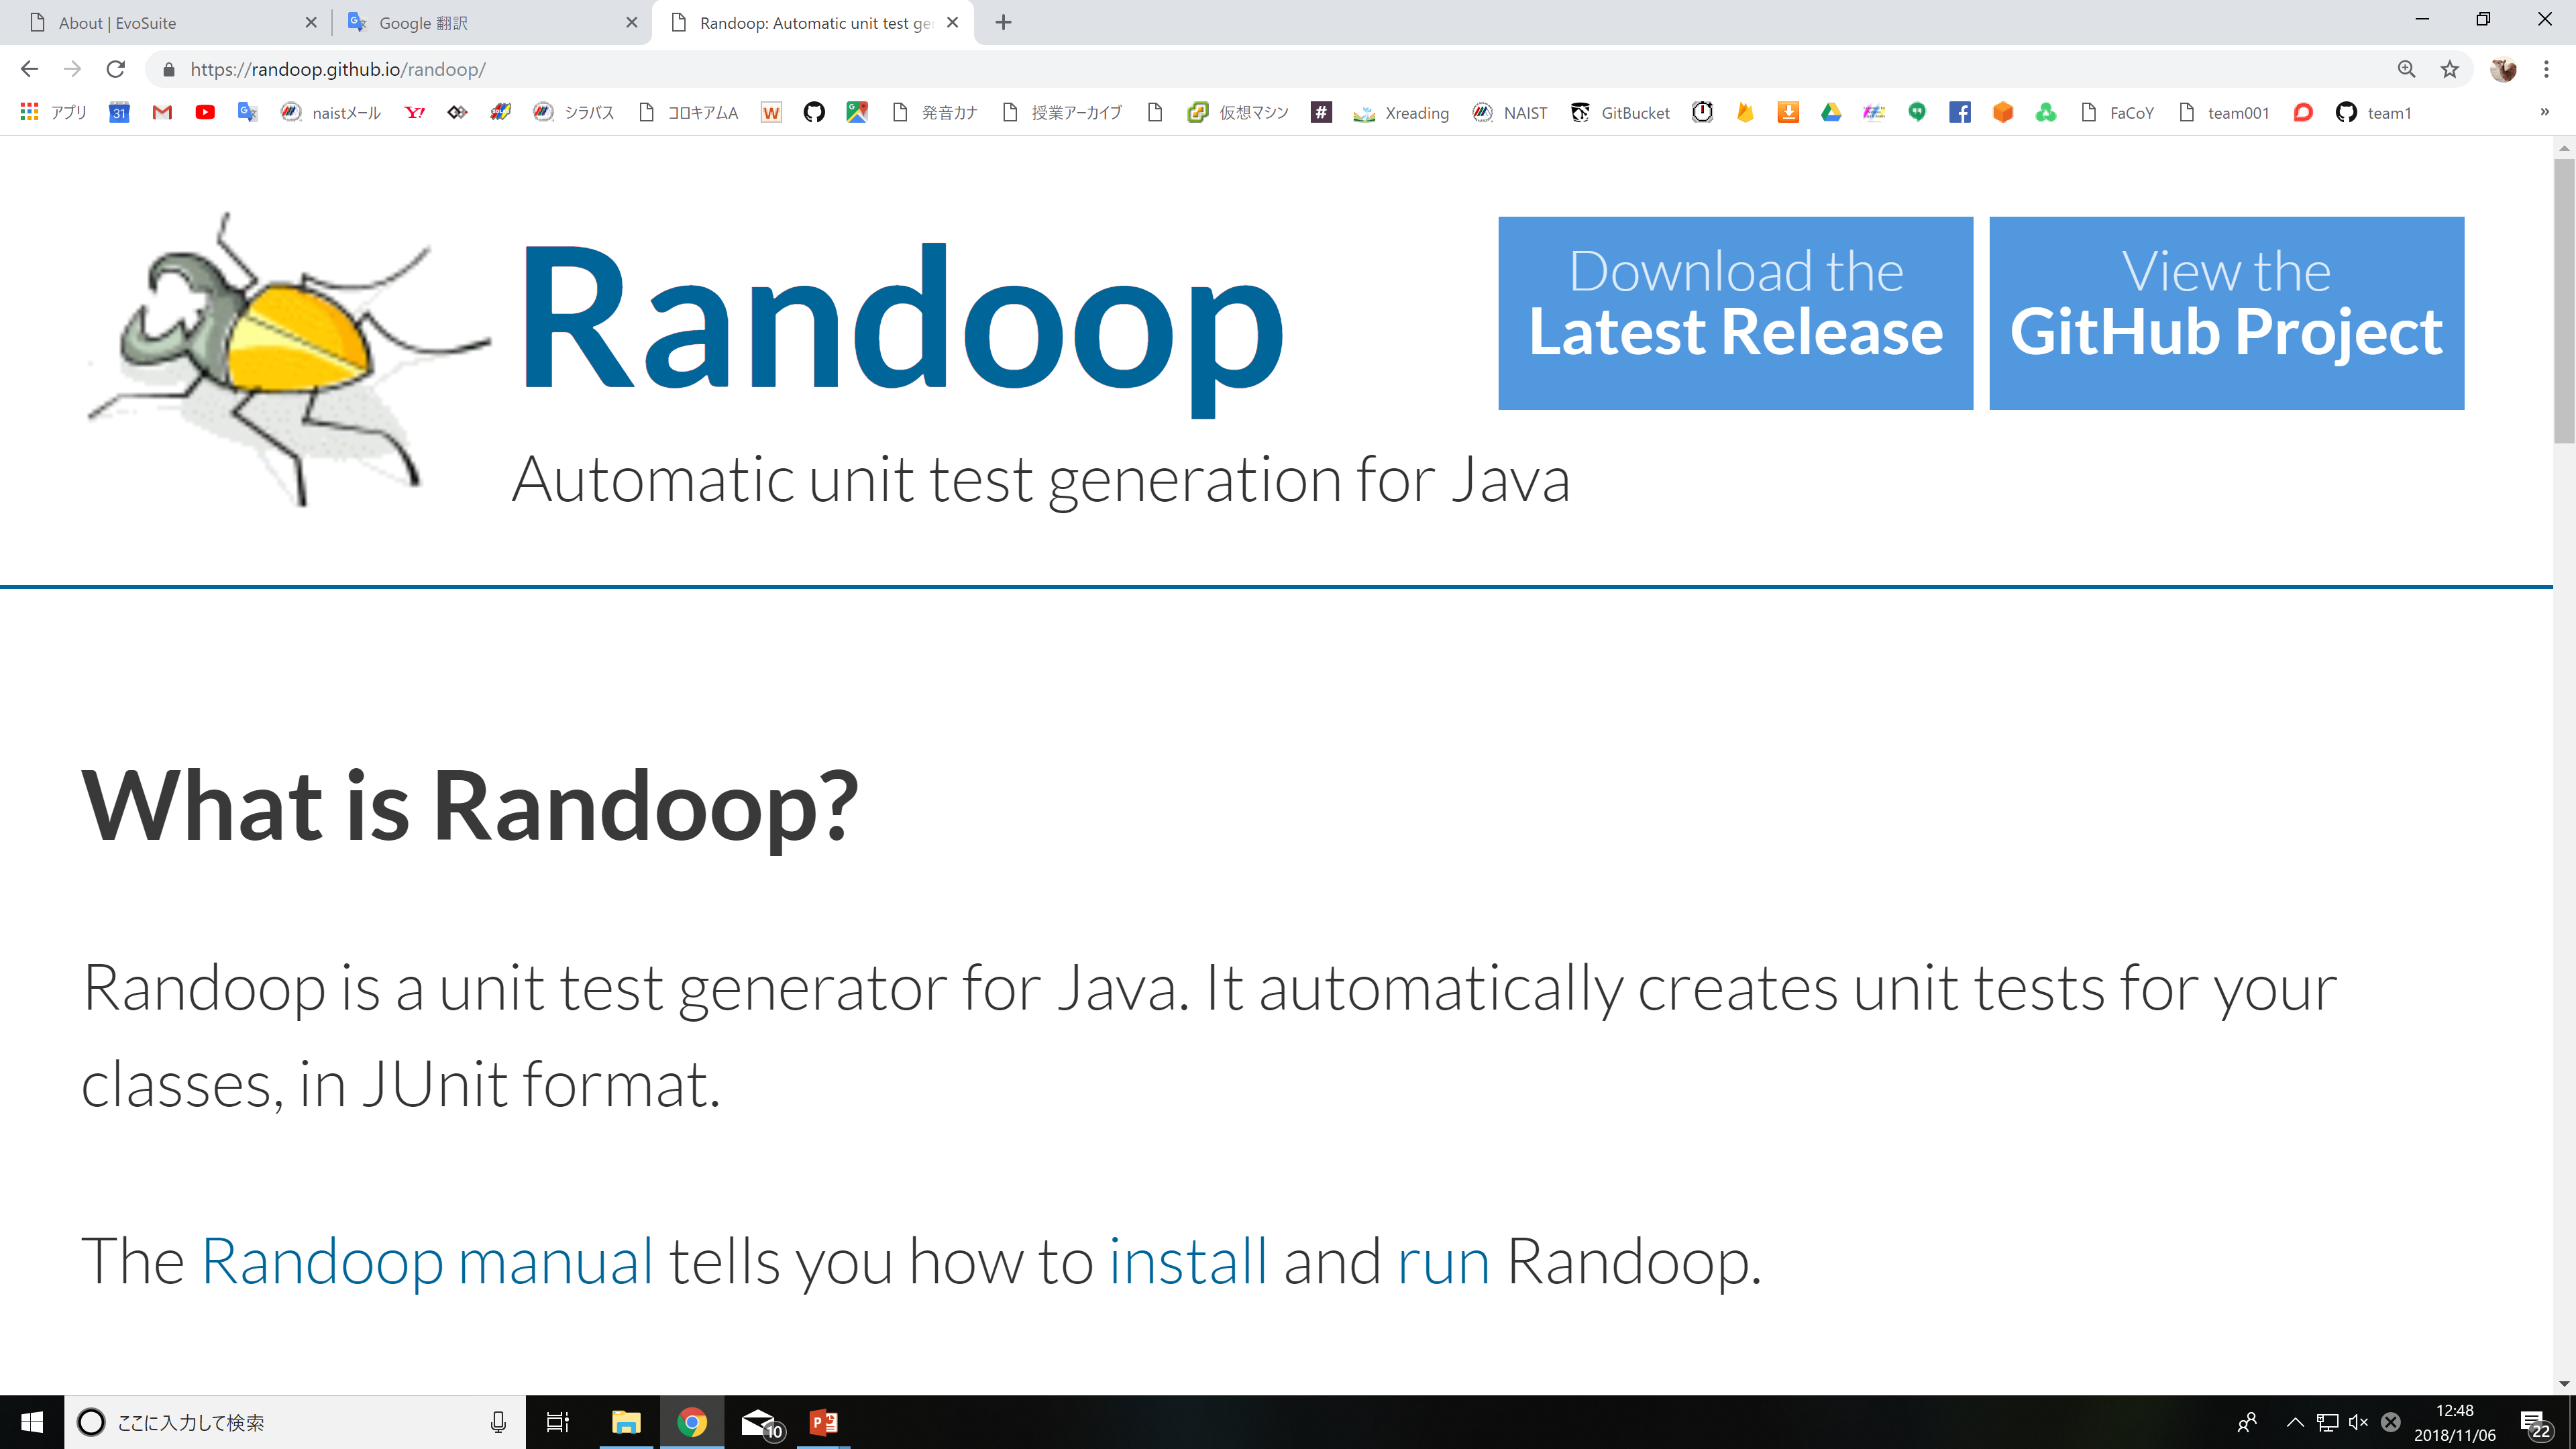 About | EvoSuite
Google 翻訳
Randoop: Automatic unit test ge
https://randoop.github.io/randoop/
アプリ 31 naistメール Y! シラバス コロキアムA W 発音カナ 授業アーカイブ 仮想マシン # Xreading NAIST GitBucket FaCoY team001 team1 »
Randoop
Download the
Latest Release
View the
GitHub Project
Automatic unit test generation for Java
What is Randoop?
Randoop is a unit test generator for Java. It automatically creates unit tests for your
classes, in JUnit format.
The Randoop manual tells you how to install and run Randoop.
ここに入力して検索
10
12:48
2018/11/06
22